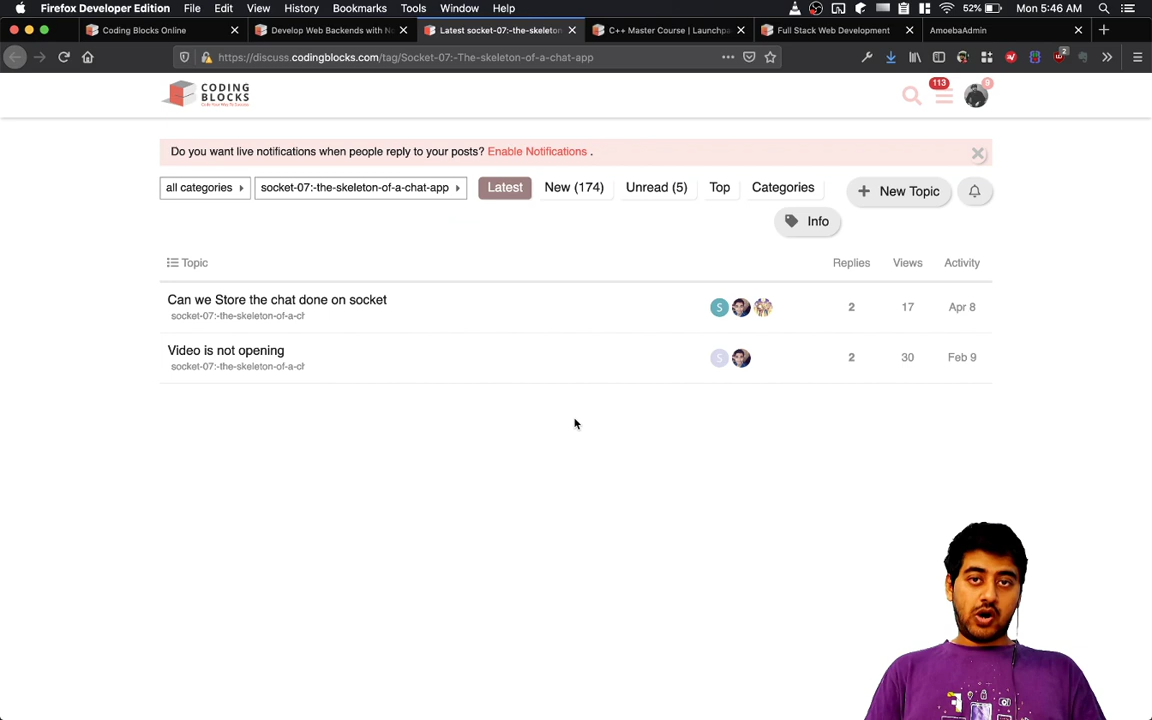 Firefox Developer Edition File Edit View History Bookmarks Tools Window Help 52% Mon 5:46 AM
Coding Blocks Online Develop Web Backends with N Latest socket-07:-the-skeleton C++ Master Course | Launchpa Full Stack Web Development AmoebaAdmin
https://discuss.codingblocks.com/tag/Socket-07:-The-skeleton-of-a-chat-app
2
CODING
BLOCKS
113
8
Do you want live notifications when people reply to your posts? Enable Notifications .
all categories socket-07:-the-skeleton-of-a-chat-app Latest New (174) Unread (5) Top Categories New Topic
Info
Topic Replies Views Activity
Can we Store the chat done on socket S 2 17 Apr 8
socket-07:-the-skeleton-of-a-ch
Video is not opening S 2 30 Feb 9
socket-07:-the-skeleton-of-a-ch